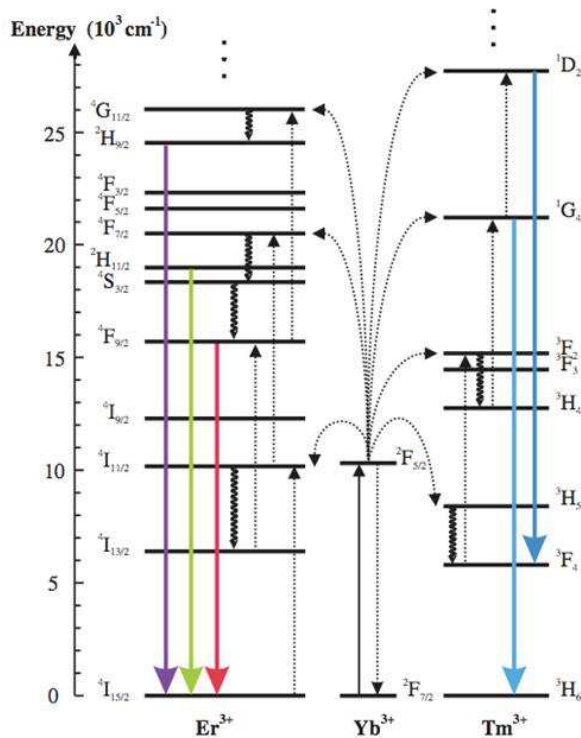 Energy (10³ cm⁻¹)
25
20
15
10
5
0
⁴G₁₁/₂
²H₉/₂
⁴F₃/₂
⁴F₅/₂
⁴F₇/₂
²H₁₁/₂
⁴S₃/₂
⁴F₉/₂
⁴I₉/₂
⁴I₁₁/₂
⁴I₁₃/₂
⁴I₁₅/₂
Er³⁺
²F₅/₂
²F₇/₂
Yb³⁺
¹D₂
¹G₄
³F₂
³F₃
³H₄
³H₅
³F₄
³H₆
Tm³⁺